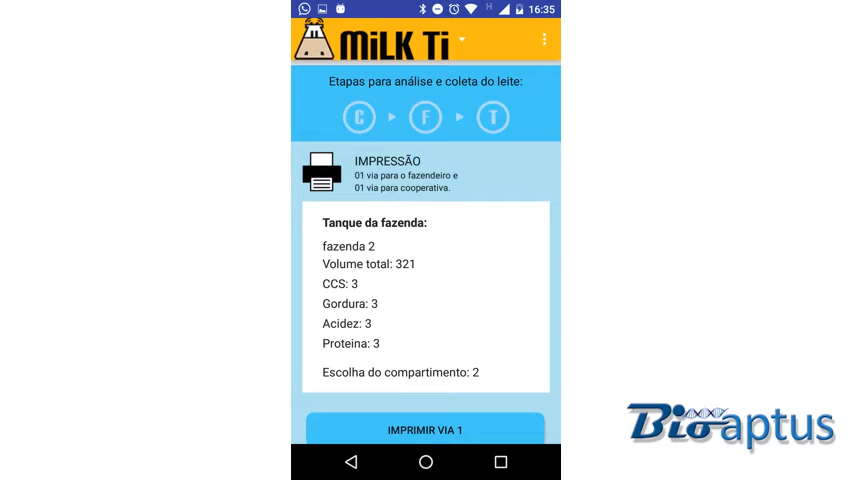 H 16:35
MiLK Ti
Etapas para análise e coleta do leite:
C F T
IMPRESSÃO
01 via para o fazendeiro e
01 via para cooperativa.
Tanque da fazenda:
fazenda 2
Volume total: 321
CCS: 3
Gordura: 3
Acidez: 3
Proteina: 3
Escolha do compartimento: 2
IMPRIMIR VIA 1
Bioaptus